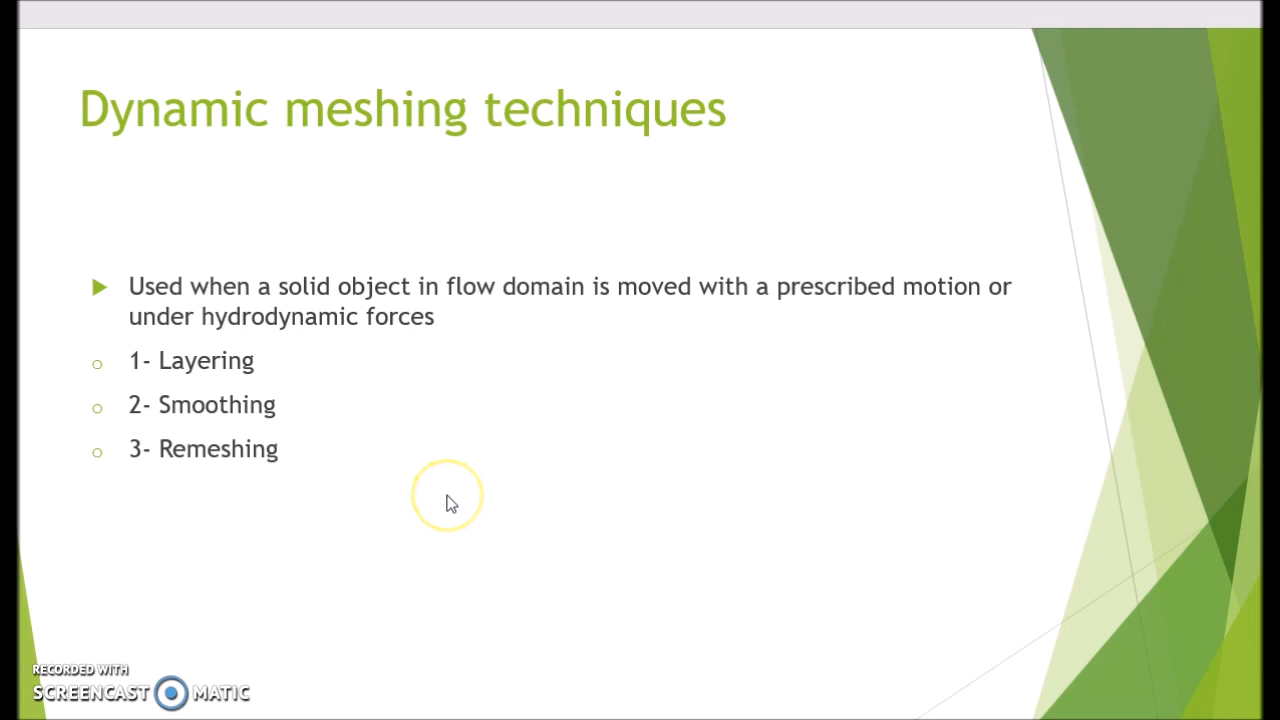 Dynamic meshing techniques
Used when a solid object in flow domain is moved with a prescribed motion or
under hydrodynamic forces
1- Layering
2- Smoothing
3- Remeshing
RECORDED WITH
SCREENCAST MATIC